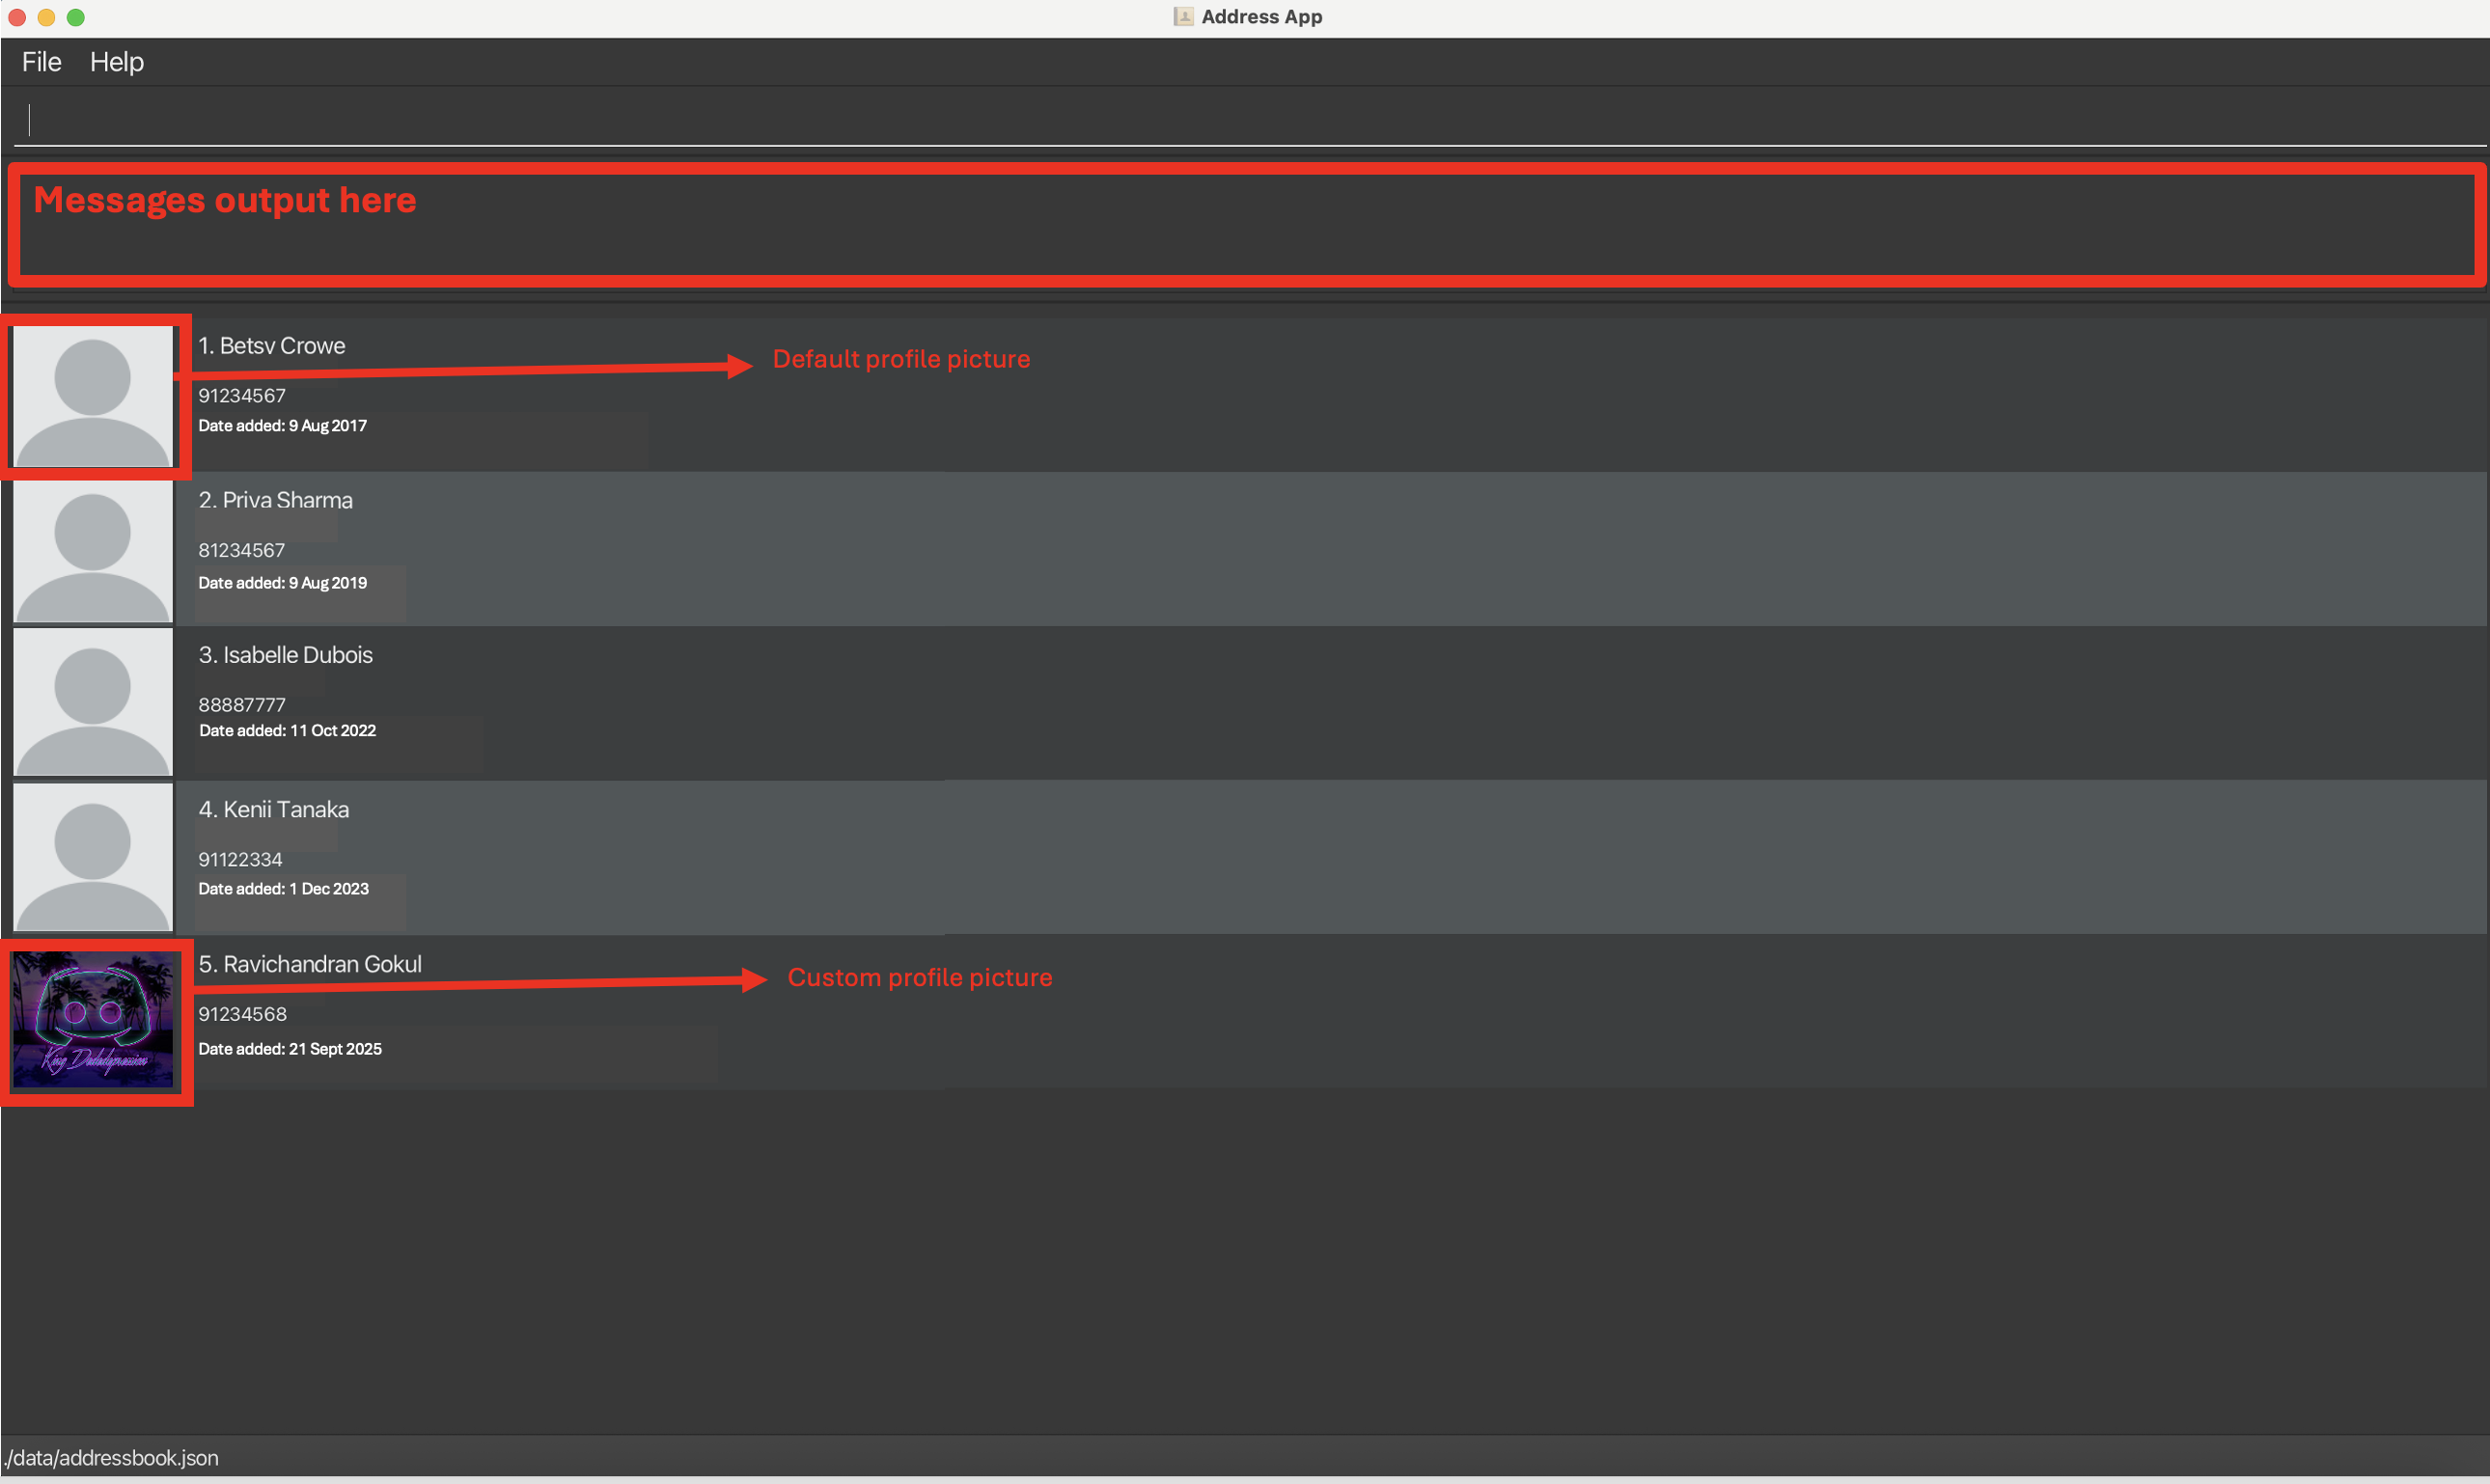 Address App
File Help
Messages output here
1. Betsv Crowe
Default profile picture
91234567
Date added: 9 Aug 2017
2. Priva Sharma
81234567
Date added: 9 Aug 2019
3. Isabelle Dubois
88887777
Date added: 11 Oct 2022
4. Kenii Tanaka
91122334
Date added: 1 Dec 2023
5. Ravichandran Gokul
Custom profile picture
91234568
King
Date added: 21 Sept 2025
./data/addressbook.json